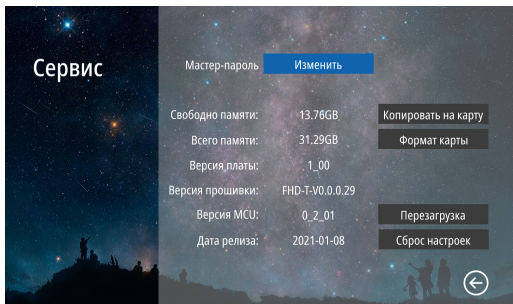 Сервис
Мастер-пароль Изменить
Свободно памяти: 13.76GB Копировать на карту
Всего памяти: 31.29GB Формат карты
Версия платы: 1_00
Версия прошивки: FHD-T-V0.0.0.29
Версия MCU: 0_2_01 Перезагрузка
Дата релиза: 2021-01-08 Сброс настроек